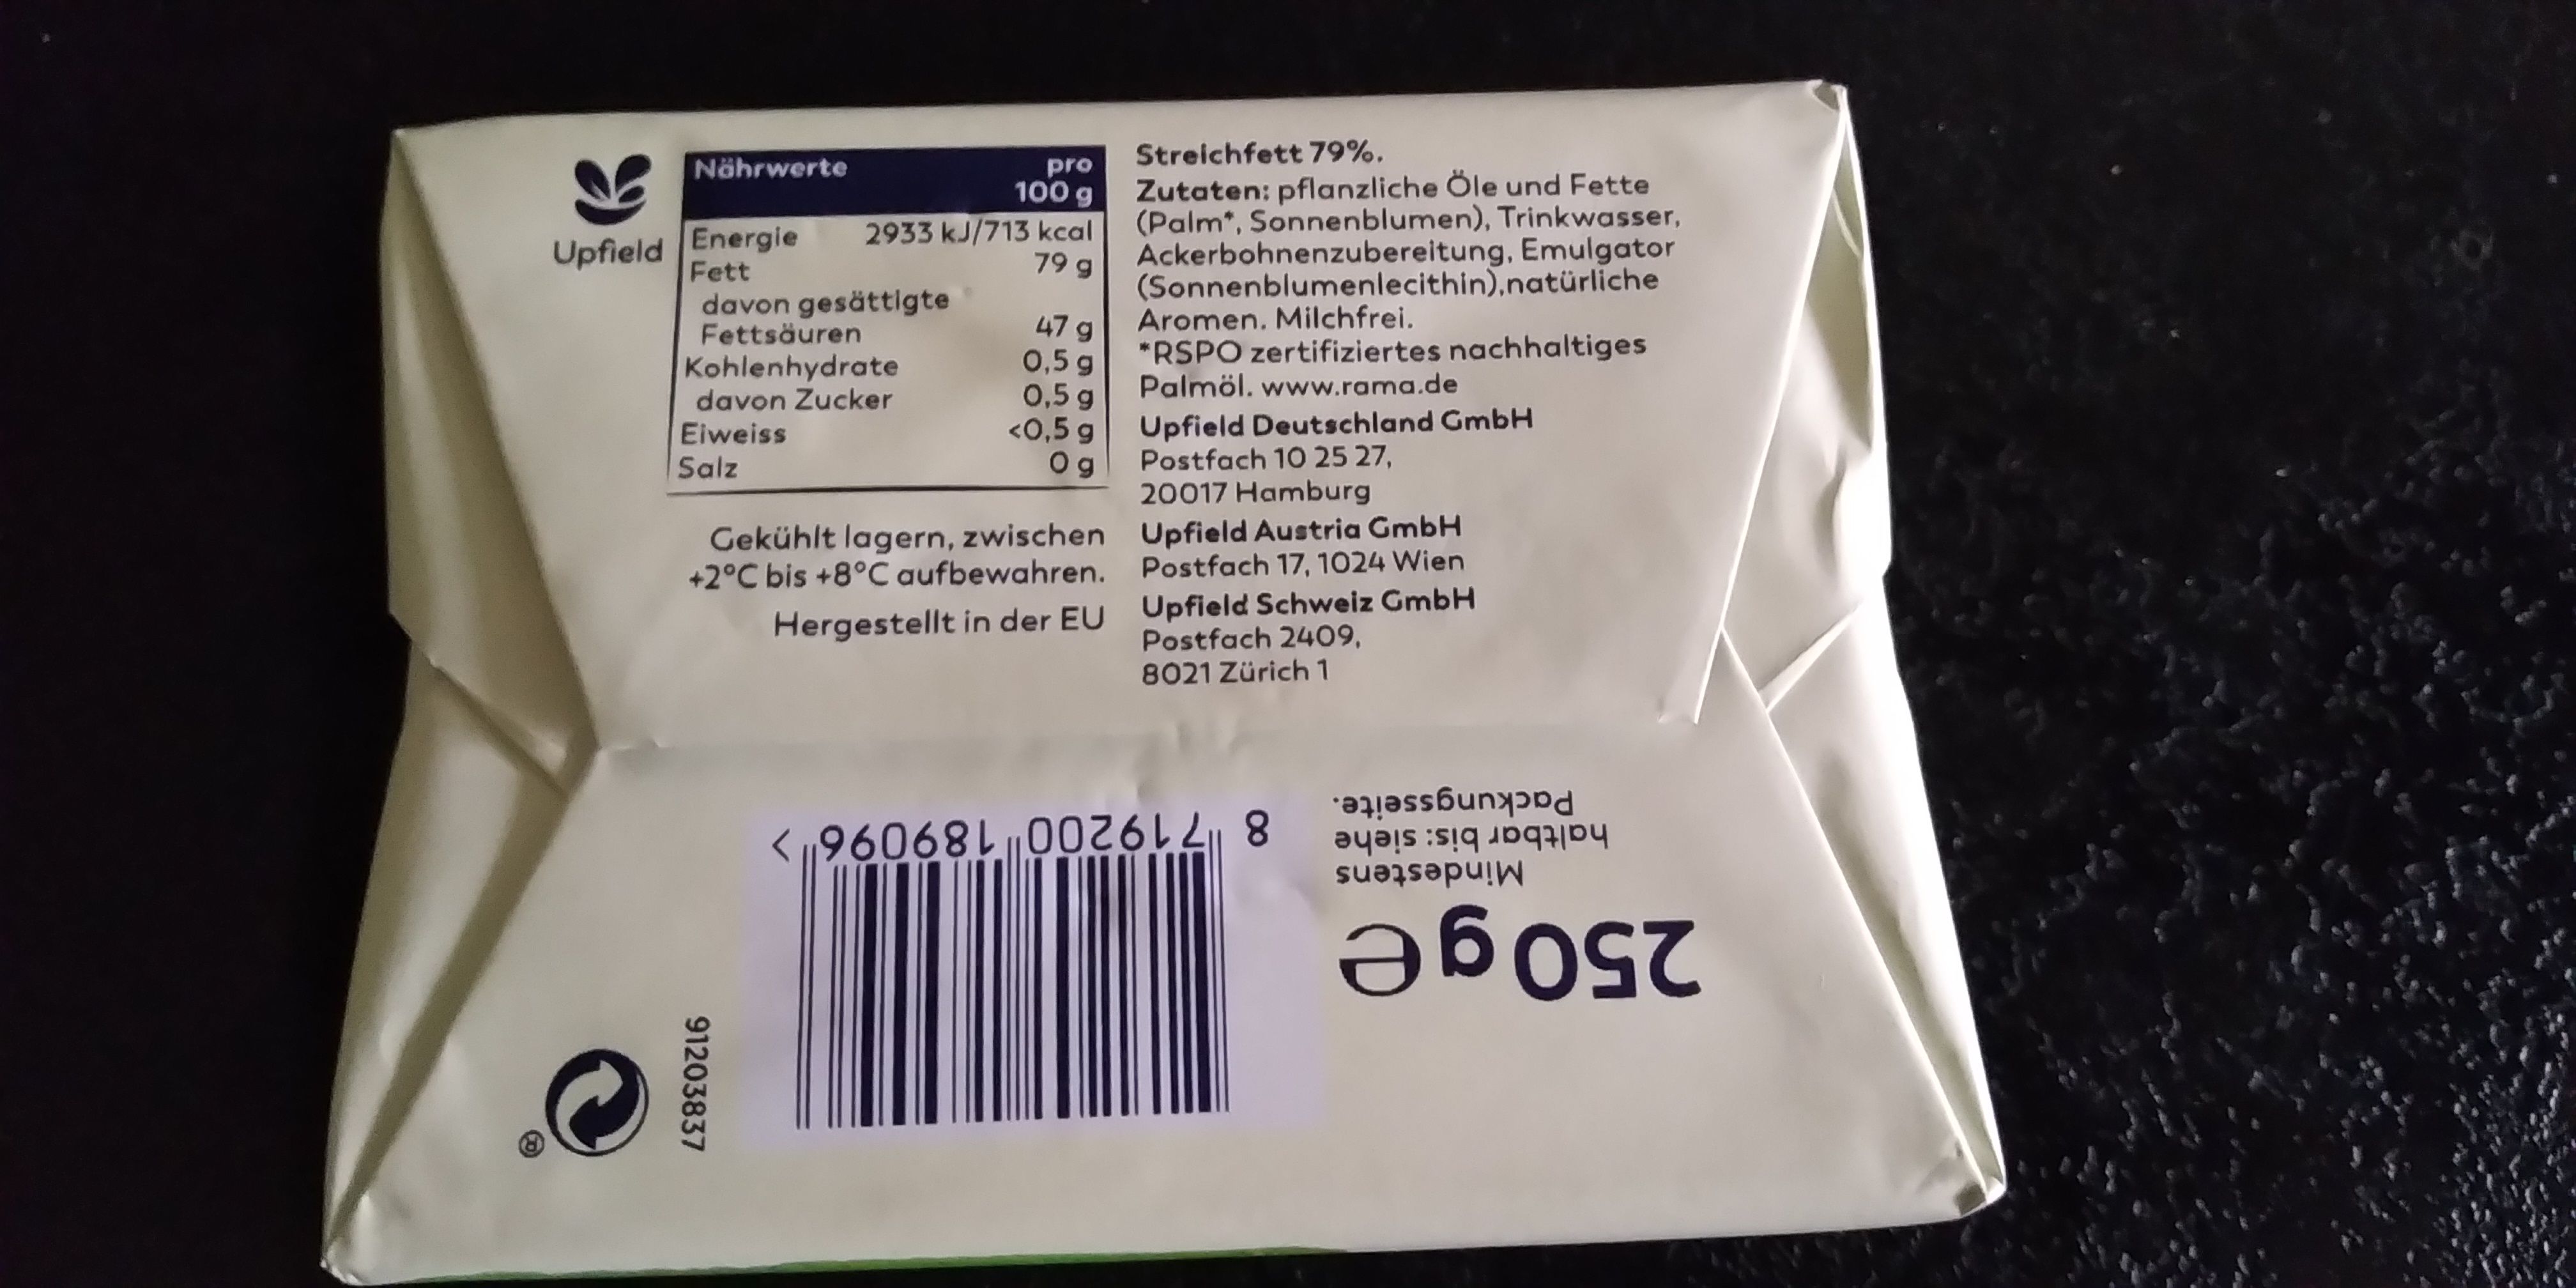 Upfield
Nährwerte pro
100 g
Energie 2933 kJ/713 kcal
Fett 79 g
davon gesättigte
Fettsäuren 47 g
Kohlenhydrate 0,5 g
davon Zucker 0,5 g
Eiweiss <0,5 g
Salz 0 g
Gekühlt lagern, zwischen
+2°C bis +8°C aufbewahren.
Hergestellt in der EU
Streichfett 79%.
Zutaten: pflanzliche Öle und Fette
(Palm*, Sonnenblumen), Trinkwasser,
Ackerbohnenzubereitung, Emulgator
(Sonnenblumenlecithin),natürliche
Aromen. Milchfrei.
*RSPO zertifiziertes nachhaltiges
Palmöl. www.rama.de
Upfield Deutschland GmbH
Postfach 10 25 27,
20017 Hamburg
Upfield Austria GmbH
Postfach 17, 1024 Wien
Upfield Schweiz GmbH
Postfach 2409,
8021 Zürich 1
250 g e
Mindestens
haltbar bis: siehe
Packungsseite.
8 719200 189096 >
91203837
®